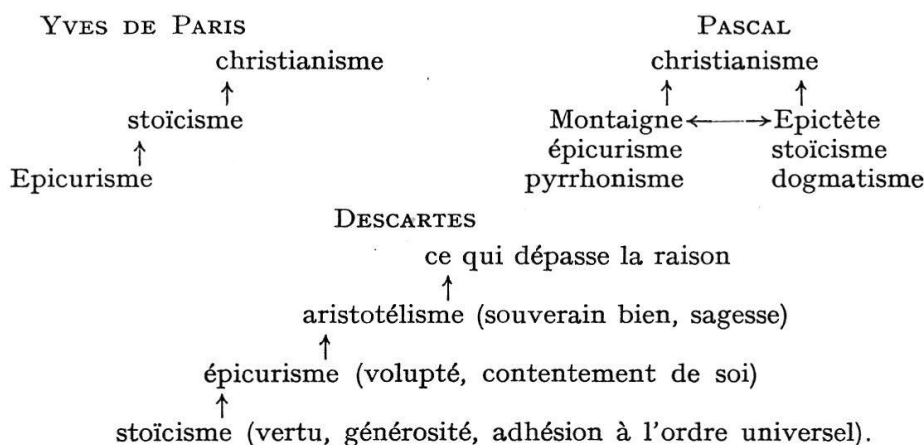 YVES DE PARIS
christianisme
↑
stoïcisme
↑
Epicurisme
PASCAL
christianisme
↑ ↑
Montaigne ←——→ Epictète
épicurisme stoïcisme
pyrrhonisme dogmatisme
DESCARTES
ce qui dépasse la raison
↑
aristotélisme (souverain bien, sagesse)
↑
épicurisme (volupté, contentement de soi)
↑
stoïcisme (vertu, générosité, adhésion à l'ordre universel).